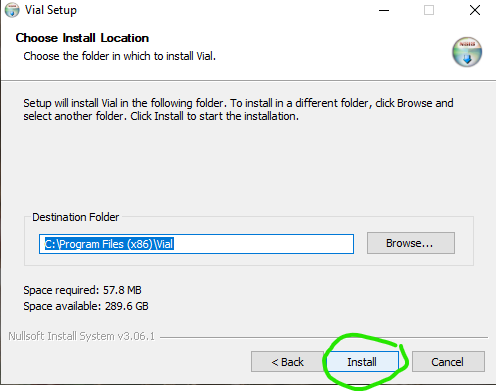 Vial Setup
Choose Install Location
Choose the folder in which to install Vial.
Setup will install Vial in the following folder. To install in a different folder, click Browse and
select another folder. Click Install to start the installation.
Destination Folder
C:\Program Files (x86)\Vial
Browse...
Space required: 57.8 MB
Space available: 289.6 GB
Nullsoft Install System v3.06.1
< Back
Install
Cancel